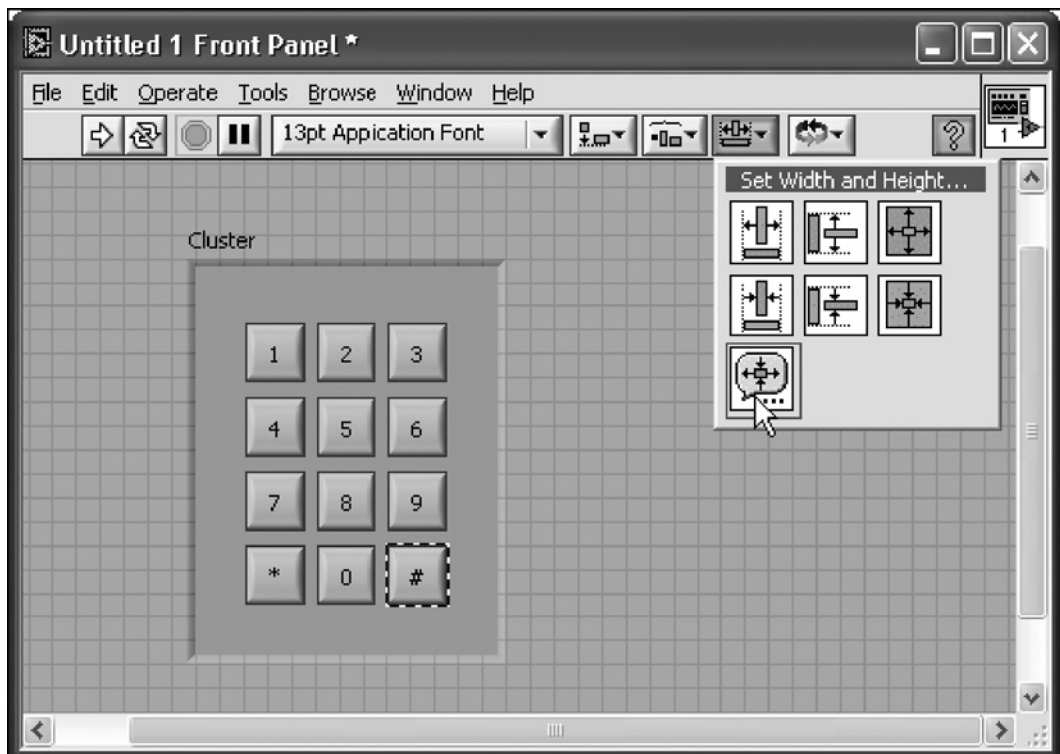 Untitled 1 Front Panel *
File Edit Operate Tools Browse Window Help
13pt Appication Font
?
1
Set Width and Height...
Cluster
1 2 3
4 5 6
7 8 9
* 0 #